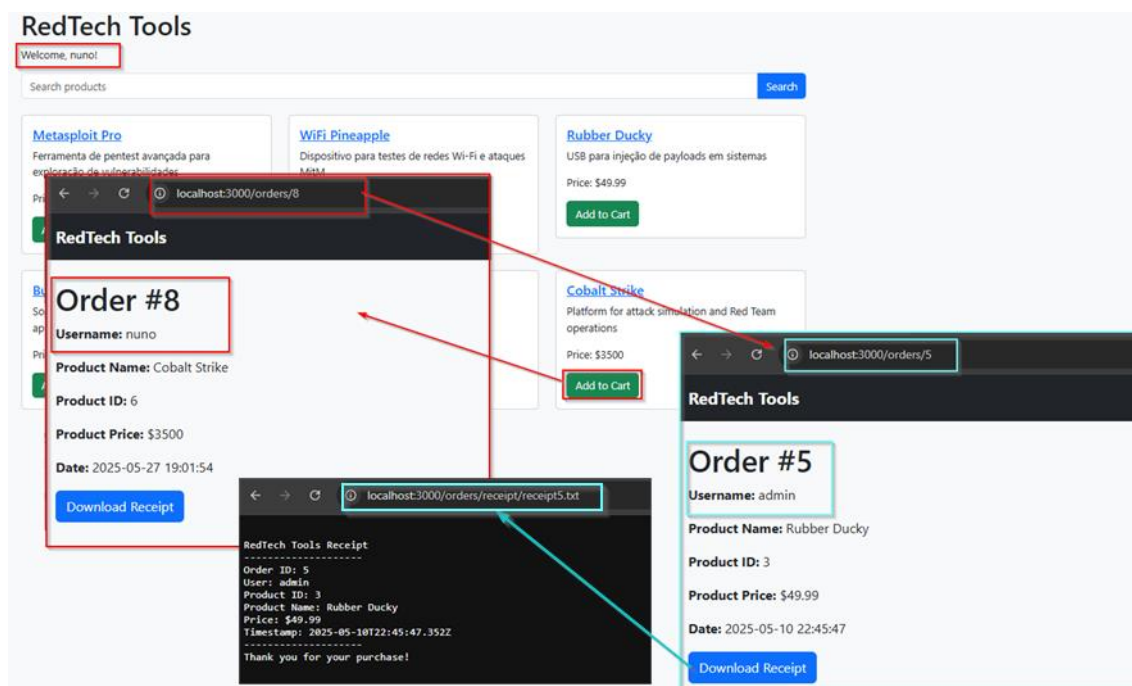 RedTech Tools
Welcome, nuno!
Search products
Search
Metasploit Pro
Ferramenta de pentest avançada para
exploração de vulnerabilidades
WiFi Pineapple
Dispositivo para testes de redes Wi-Fi e ataques
MitM
Rubber Ducky
USB para injeção de payloads em sistemas
Price: $49.99
Add to Cart
localhost:3000/orders/8
RedTech Tools
Order #8
Username: nuno
Product Name: Cobalt Strike
Product ID: 6
Product Price: $3500
Date: 2025-05-27 19:01:54
Download Receipt
Cobalt Strike
Platform for attack simulation and Red Team
operations
Price: $3500
Add to Cart
localhost:3000/orders/5
RedTech Tools
Order #5
Username: admin
Product Name: Rubber Ducky
Product ID: 3
Product Price: $49.99
Date: 2025-05-10 22:45:47
Download Receipt
localhost:3000/orders/receipt/receipt5.txt
RedTech Tools Receipt
--------------------
Order ID: 5
User: admin
Product ID: 3
Product Name: Rubber Ducky
Price: $49.99
Timestamp: 2025-05-10T22:45:47.352Z
--------------------
Thank you for your purchase!